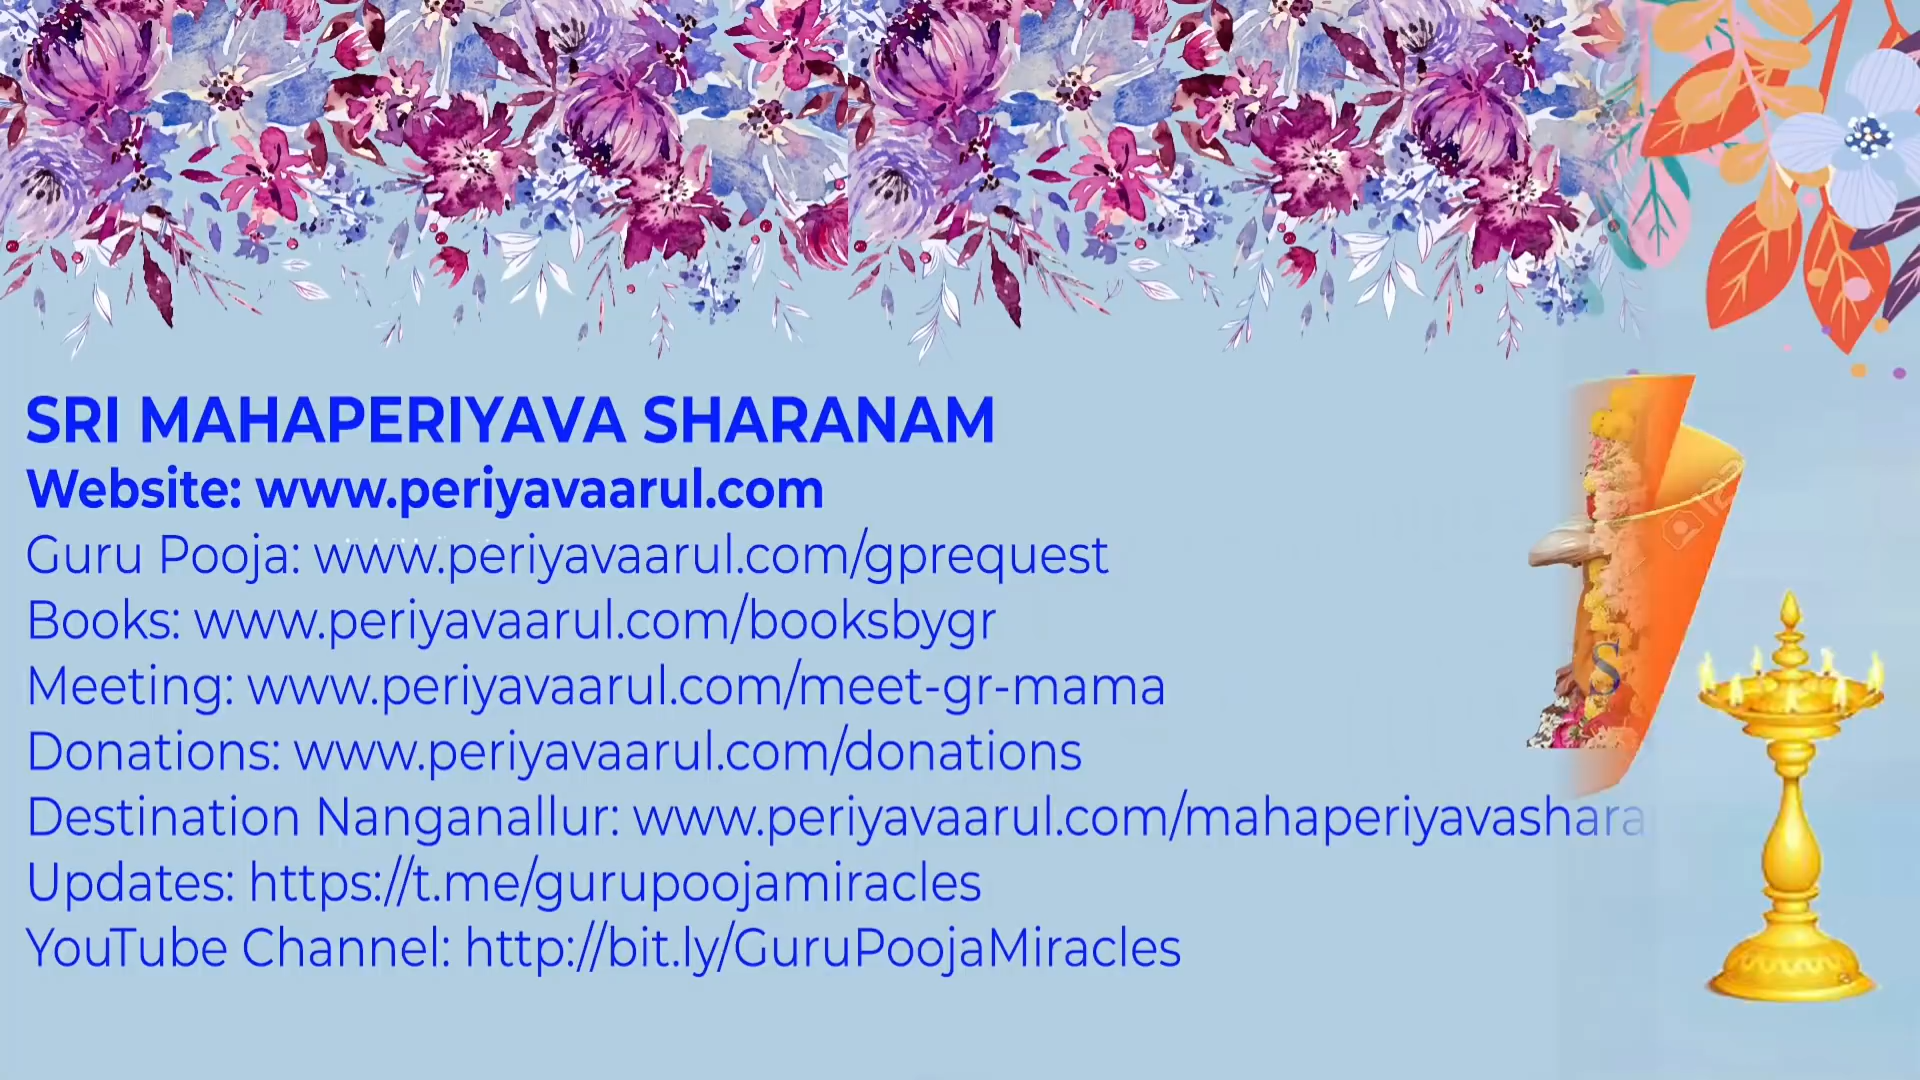 SRI MAHAPERIYAVA SHARANAM
Website: www.periyavaarul.com
Guru Pooja: www.periyavaarul.com/gprequest
Books: www.periyavaarul.com/booksbygr
Meeting: www.periyavaarul.com/meet-gr-mama
Donations: www.periyavaarul.com/donations
Destination Nanganallur: www.periyavaarul.com/mahaperiyavashara
Updates: https://t.me/gurupoojamiracles
YouTube Channel: http://bit.ly/GuruPoojaMiracles
S